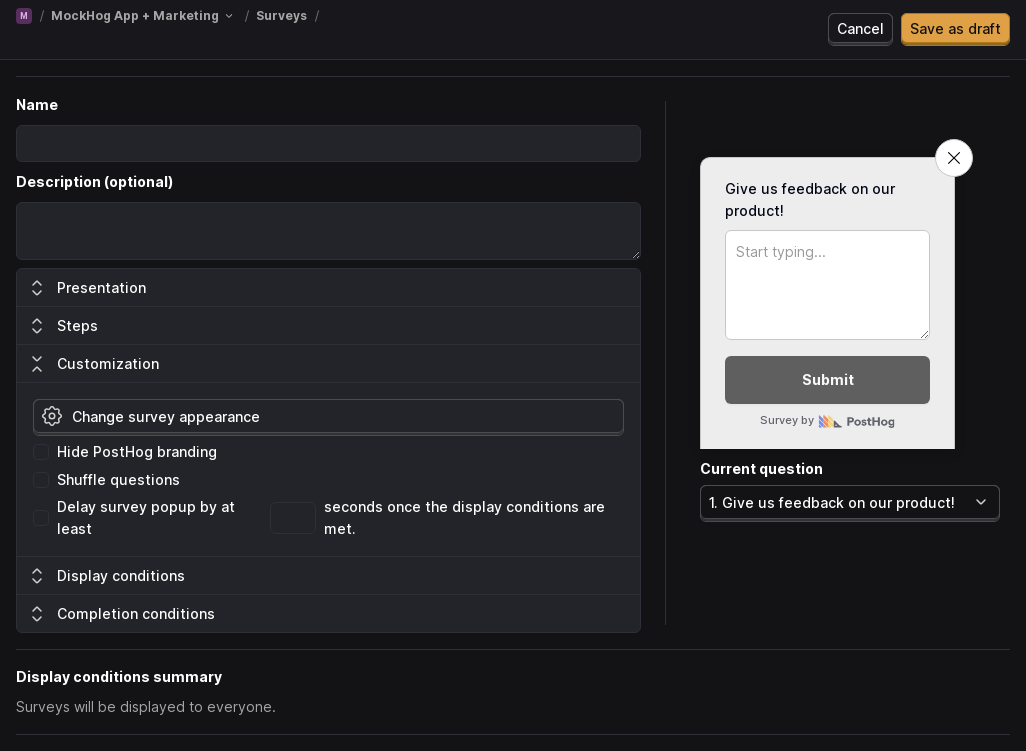 M / MockHog App + Marketing / Surveys /
Cancel
Save as draft
Name
Description (optional)
Presentation
Steps
Customization
Change survey appearance
Hide PostHog branding
Shuffle questions
Delay survey popup by at
least
seconds once the display conditions are
met.
Display conditions
Completion conditions
Give us feedback on our
product!
Start typing...
Submit
Survey by PostHog
Current question
1. Give us feedback on our product!
Display conditions summary
Surveys will be displayed to everyone.